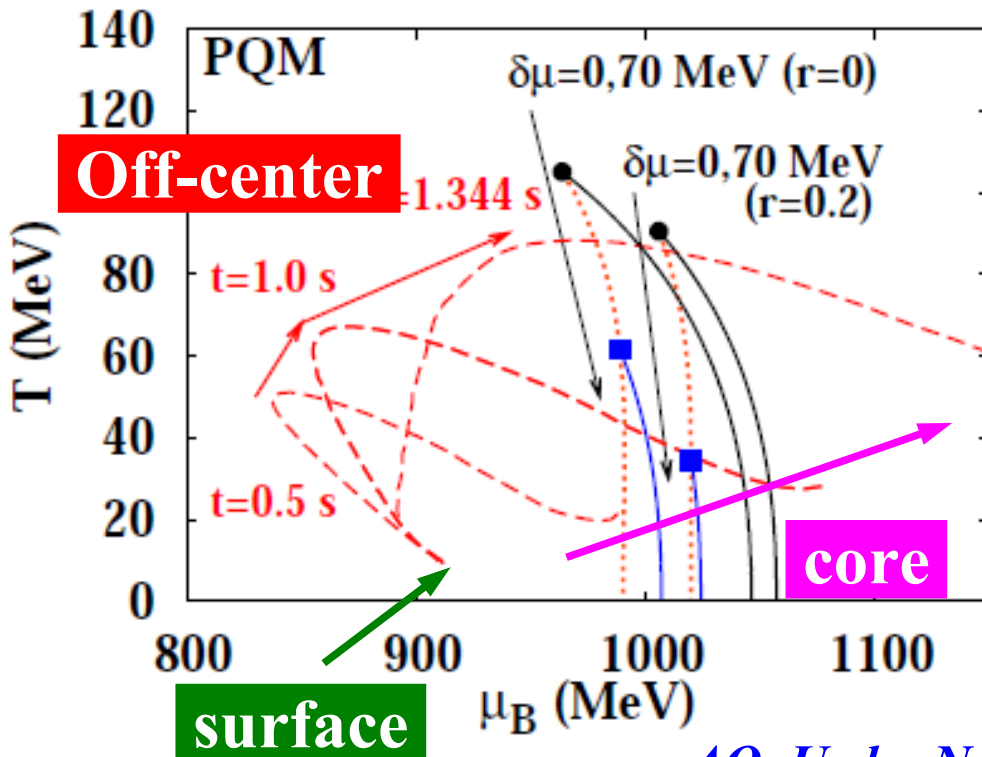 140
PQM
δμ=0,70 MeV (r=0)
120
Off-center
δμ=0,70 MeV
(r=0.2)
=1.344 s
80
t=1.0 s
T (MeV)
60
40
t=0.5 s
20
core
0
800
900
1000
1100
μB (MeV)
surface